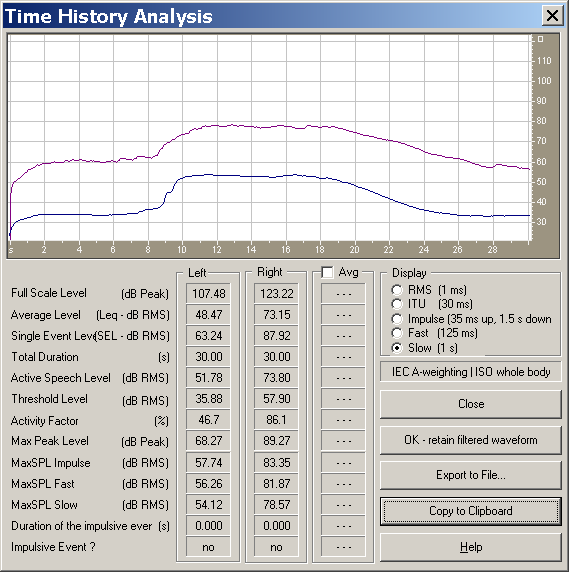 Time History Analysis
110
100
90
80
70
60
50
40
30
s 2 4 6 8 10 12 14 16 18 20 22 24 26 28
Left Right Avg
Full Scale Level (dB Peak) 107.48 123.22 ---
Average Level (Leq - dB RMS) 48.47 73.15 ---
Single Event Leve(SEL - dB RMS) 63.24 87.92 ---
Total Duration (s) 30.00 30.00 ---
Active Speech Level (dB RMS) 51.78 73.80 ---
Threshold Level (dB RMS) 35.88 57.90 ---
Activity Factor (%) 46.7 86.1 ---
Max Peak Level (dB Peak) 68.27 89.27 ---
MaxSPL Impulse (dB RMS) 57.74 83.35 ---
MaxSPL Fast (dB RMS) 56.26 81.87 ---
MaxSPL Slow (dB RMS) 54.12 78.57 ---
Duration of the impulsive ever (s) 0.000 0.000 ---
Impulsive Event ? no no ---
Display
RMS (1 ms)
ITU (30 ms)
Impulse (35 ms up, 1.5 s down
Fast (125 ms)
Slow (1 s)
IEC A-weighting | ISO whole body
Close
OK - retain filtered waveform
Export to File...
Copy to Clipboard
Help